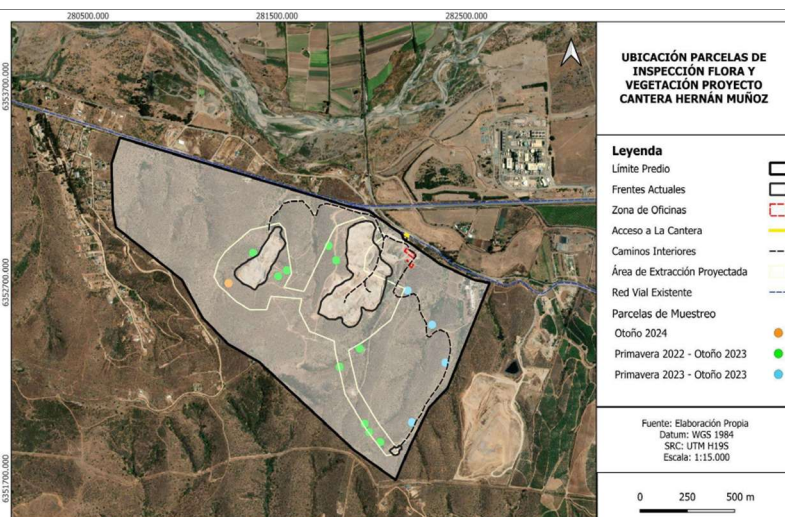 280500.000
281500.000
282500.000
6353700.000
6352700.000
6351700.000
UBICACIÓN PARCELAS DE
INSPECCIÓN FLORA Y
VEGETACIÓN PROYECTO
CANTERA HERNÁN MUÑOZ
Leyenda
Límite Predio
Frentes Actuales
Zona de Oficinas
Acceso a La Cantera
Caminos Interiores
Área de Extracción Proyectada
Red Vial Existente
Parcelas de Muestreo
Otoño 2024
Primavera 2022 - Otoño 2023
Primavera 2023 - Otoño 2023
Fuente: Elaboración Propia
Datum: WGS 1984
SRC: UTM H19S
Escala: 1:15.000
0 250 500 m